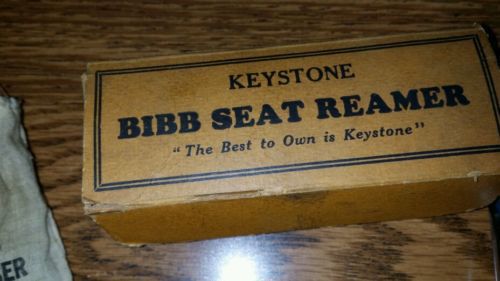 KEYSTONE
BIBB SEAT REAMER
"The Best to Own is Keystone"